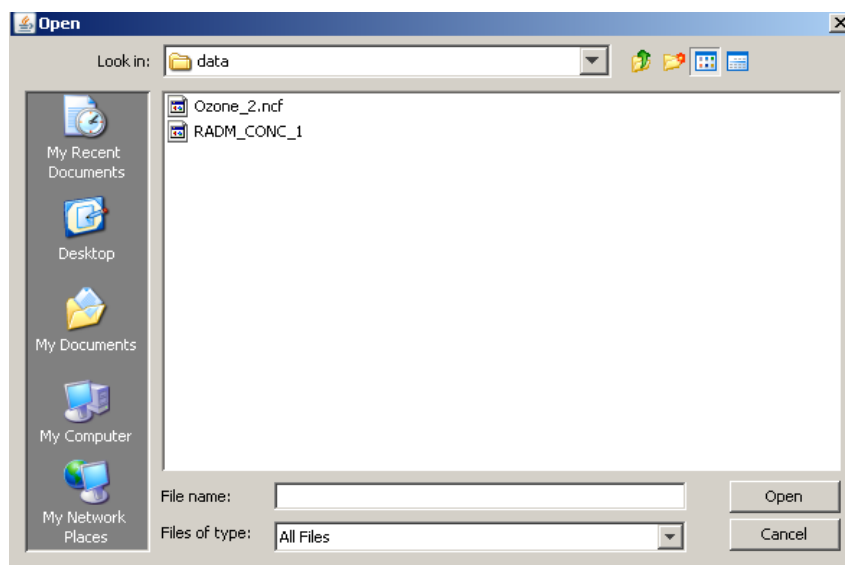 Open
Look in: data
Ozone_2.ncf
RADM_CONC_1
My Recent
Documents
Desktop
My Documents
My Computer
My Network
Places
File name:
Open
Files of type: All Files
Cancel